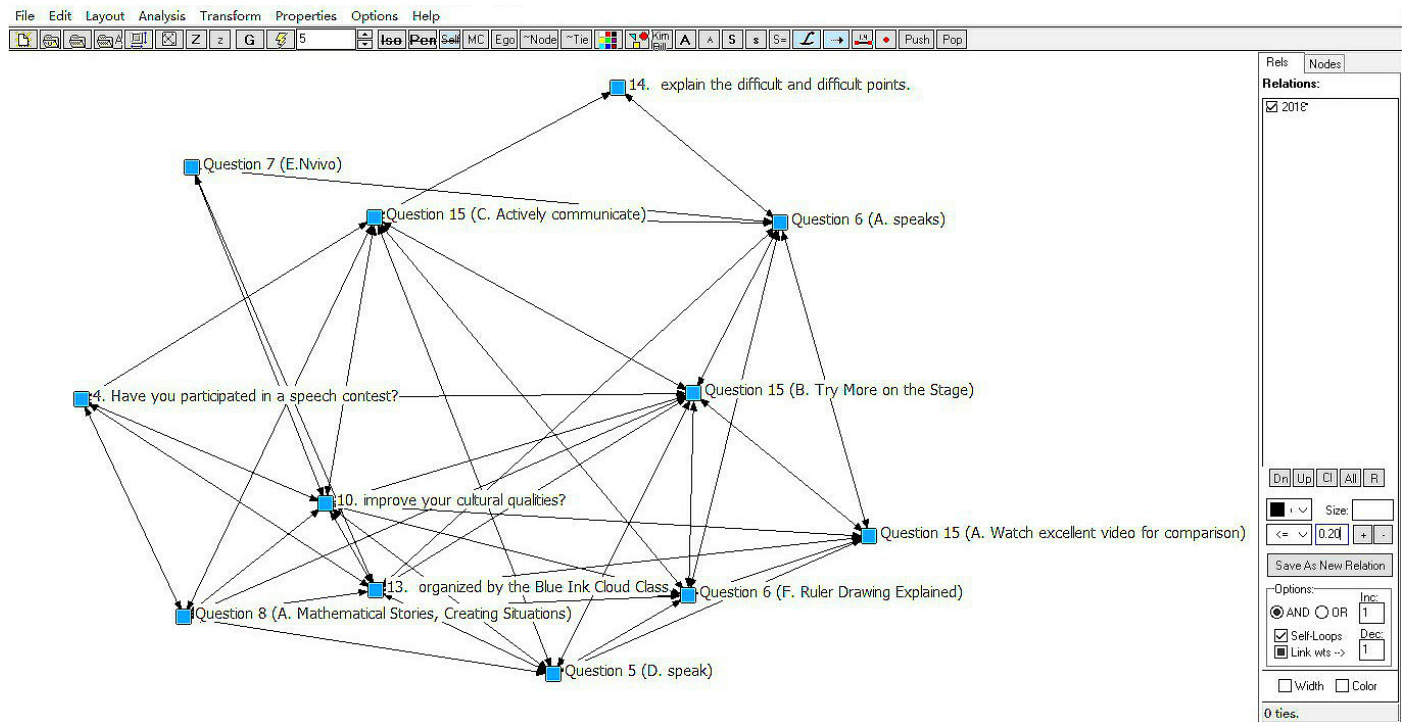 File Edit Layout Analysis Transform Properties Options Help
Z z G 5 Iso Pen Self MC Ego ~Node ~Tie Kim Bill A A S s S= L Push Pop
Rels Nodes
Relations:
2018*
14. explain the difficult and difficult points.
Question 7 (E.Nvivo)
Question 15 (C. Actively communicate)
Question 6 (A. speaks)
4. Have you participated in a speech contest?
Question 15 (B. Try More on the Stage)
10. improve your cultural qualities?
Question 15 (A. Watch excellent video for comparison)
13. organized by the Blue Ink Cloud Class
Question 6 (F. Ruler Drawing Explained)
Question 8 (A. Mathematical Stories, Creating Situations)
Question 5 (D. speak)
Dn Up Cl All R
Size:
<= 0.20 + -
Save As New Relation
Options:
AND OR Inc: 1
Self-Loops Dec:
Link wts --> 1
Width Color
0 ties.